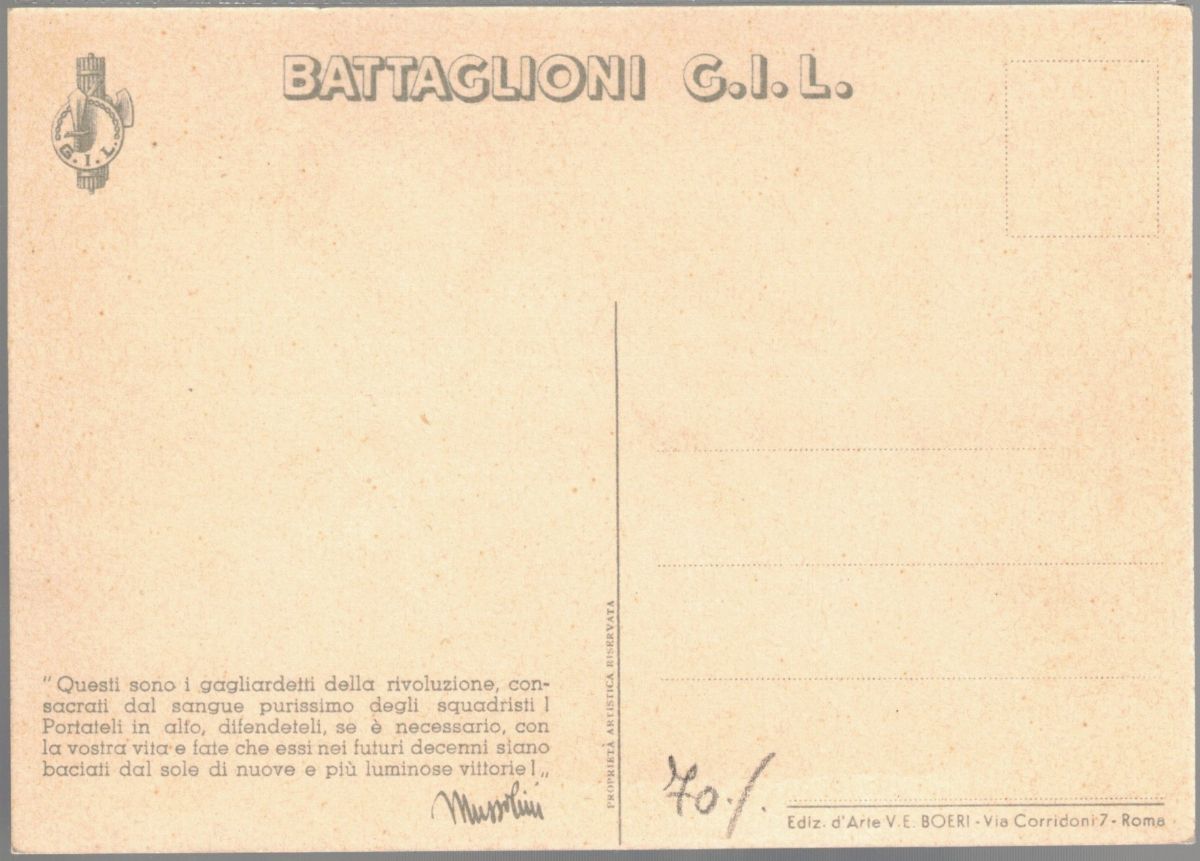 BATTAGLIONI G.I.L.
G. I. L.
" Questi sono i gagliardetti della rivoluzione, con-
sacrati dal sangue purissimo degli squadristi !
Portateli in alto, difendeteli, se è necessario, con
la vostra vita e fate che essi nei futuri decenni siano
baciati dal sole di nuove e più luminose vittorie ! „
Mussolini
PROPRIETÀ ARTISTICA RISERVATA
70./.
Ediz. d'Arte V. E. BOERI - Via Corridoni 7 - Roma